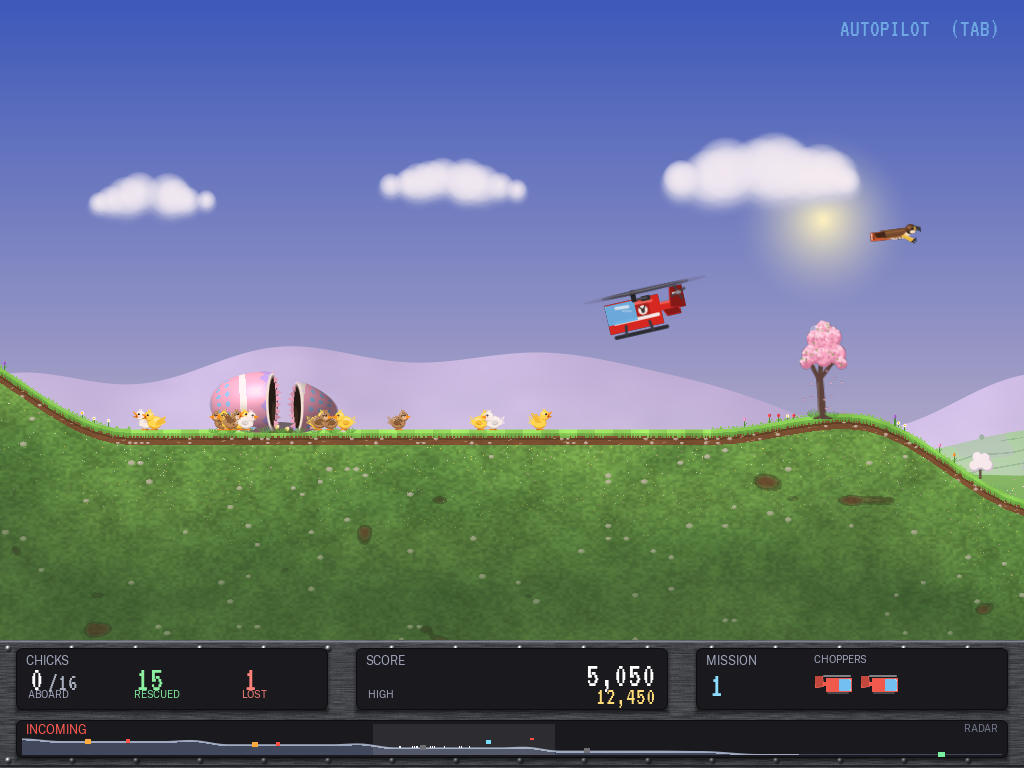 AUTOPILOT (TAB)
CHICKS
0/16 15 1
ABOARD RESCUED LOST
SCORE
5,050
HIGH 12,450
MISSION
1
CHOPPERS
INCOMING
RADAR